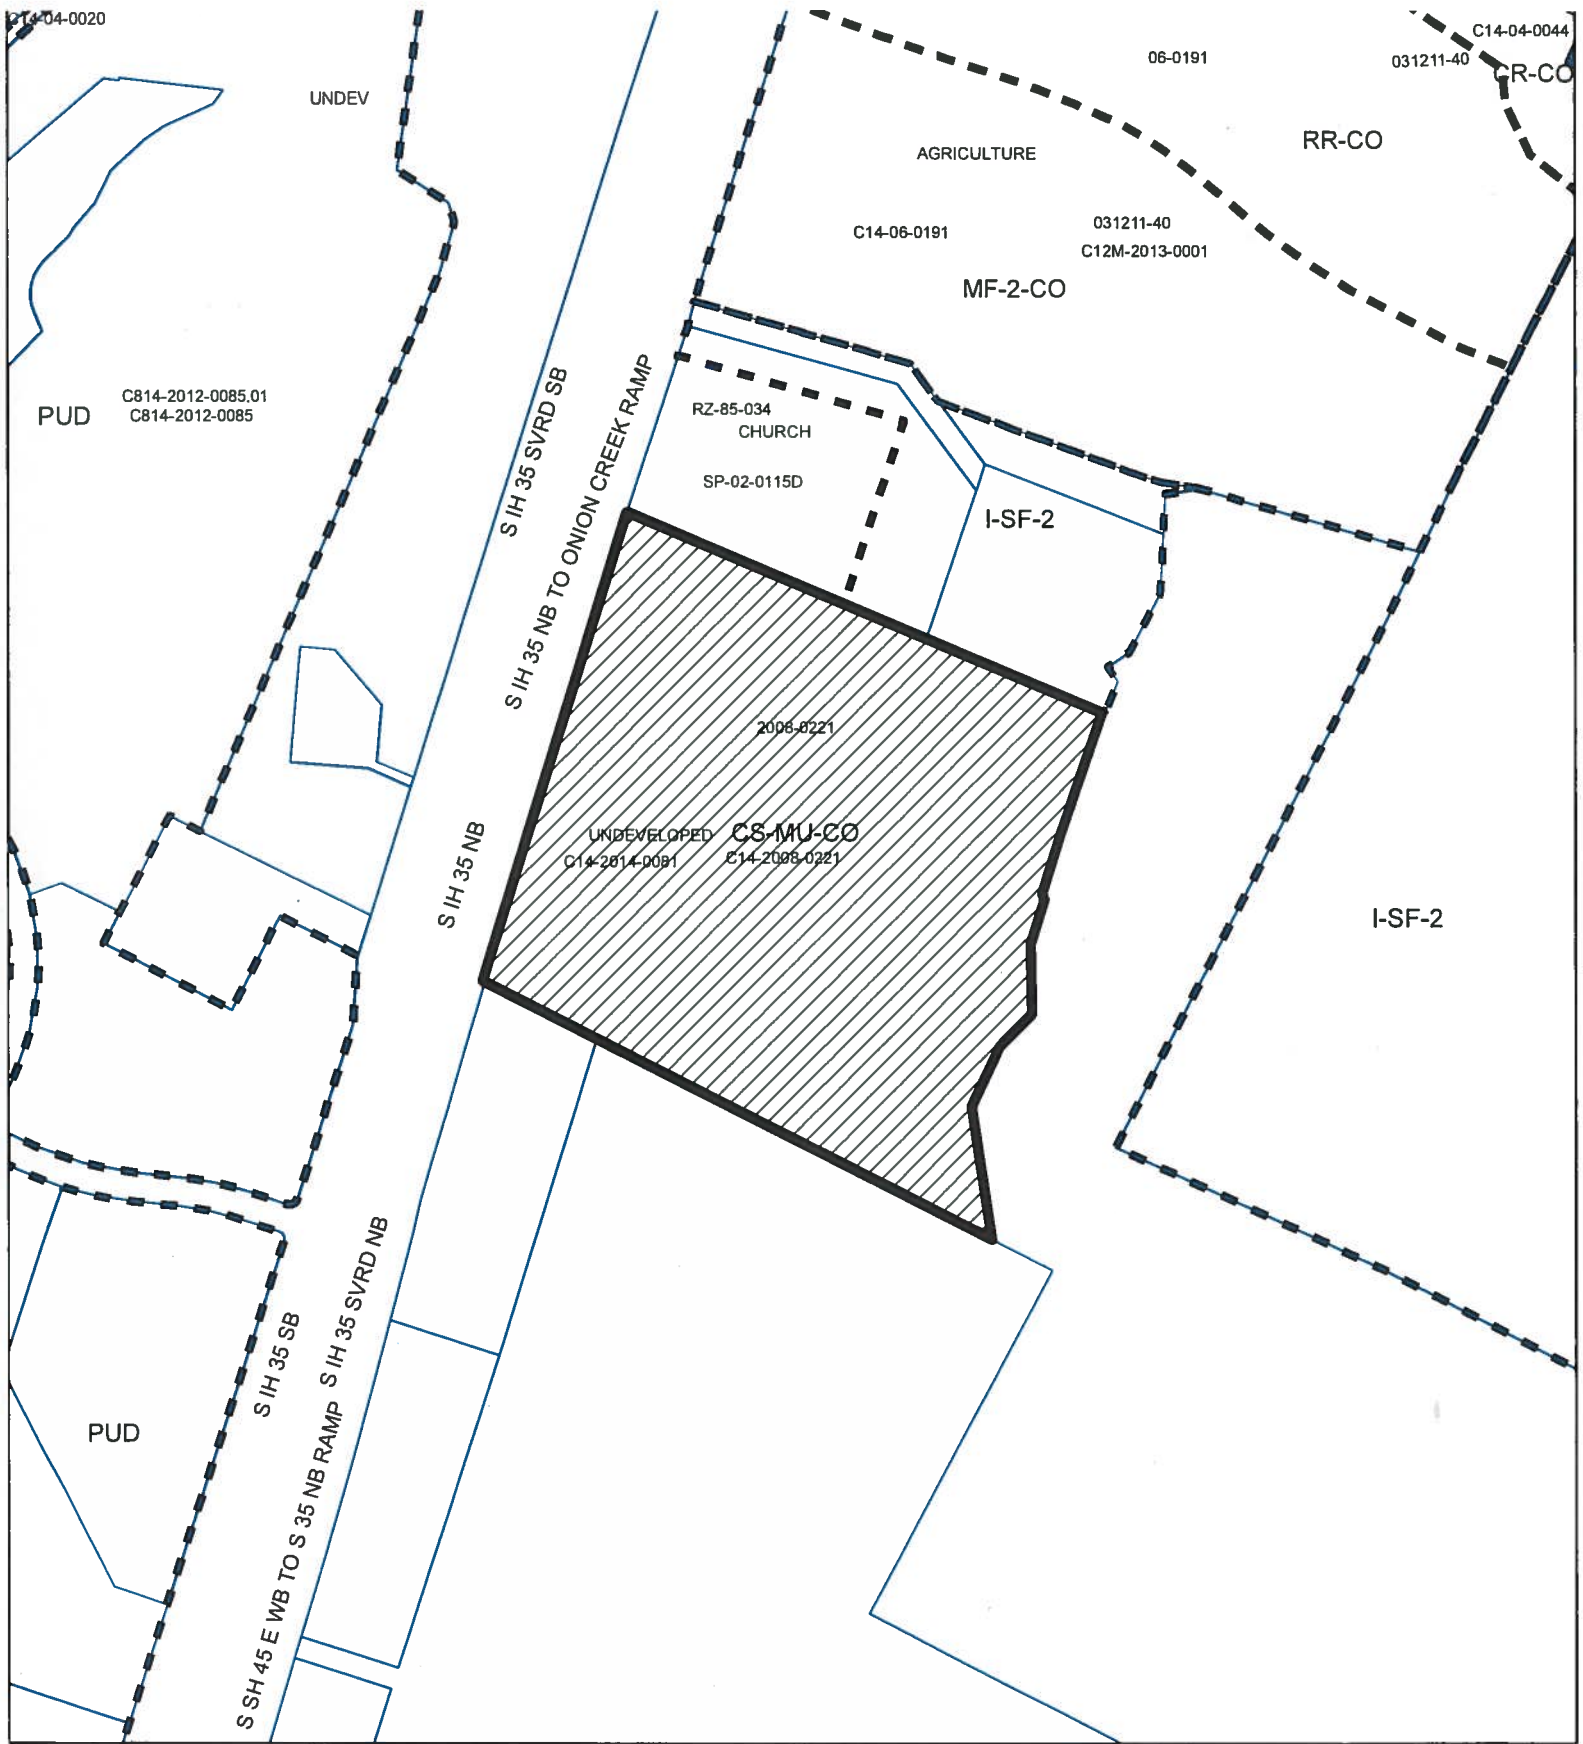 C14-04-0020
C14-04-0044
06-0191
031211-40
CR-CO
UNDEV
RR-CO
AGRICULTURE
C14-06-0191
031211-40
C12M-2013-0001
MF-2-CO
C814-2012-0085.01
PUD
C814-2012-0085
RZ-85-034
CHURCH
SP-02-0115D
I-SF-2
S IH 35 SVRD SB
S IH 35 NB TO ONION CREEK RAMP
2008-0221
UNDEVELOPED
CS-MU-CO
C14-2014-0081
C14-2008-0221
S IH 35 NB
I-SF-2
S IH 35 SVRD NB
S IH 35 SB
PUD
S SH 45 E WB TO S 35 NB RAMP